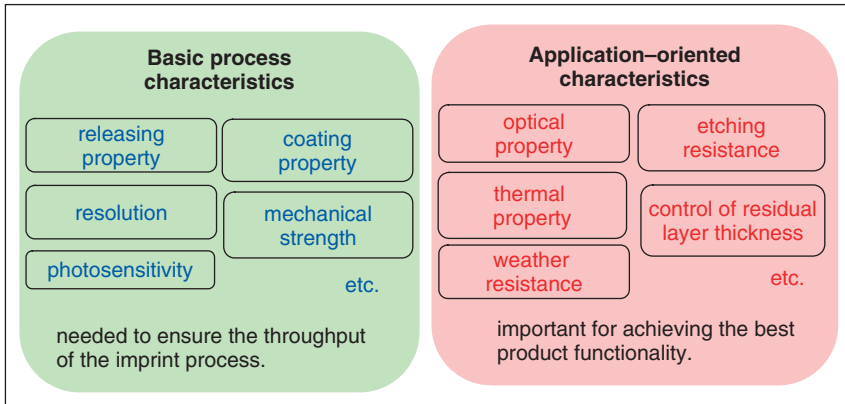 Basic process
characteristics
releasing
property
coating
property
resolution
mechanical
strength
photosensitivity
etc.
needed to ensure the throughput
of the imprint process.
Application–oriented
characteristics
optical
property
etching
resistance
thermal
property
control of residual
layer thickness
weather
resistance
etc.
important for achieving the best
product functionality.